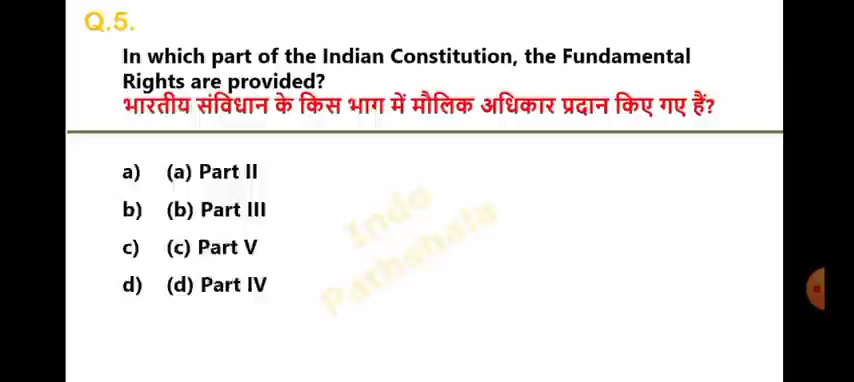 Q.5.
In which part of the Indian Constitution, the Fundamental
Rights are provided?
भारतीय संविधान के किस भाग में मौलिक अधिकार प्रदान किए गए हैं?
a) (a) Part II
b) (b) Part III
c) (c) Part V
d) (d) Part IV
Indo
Pathshala